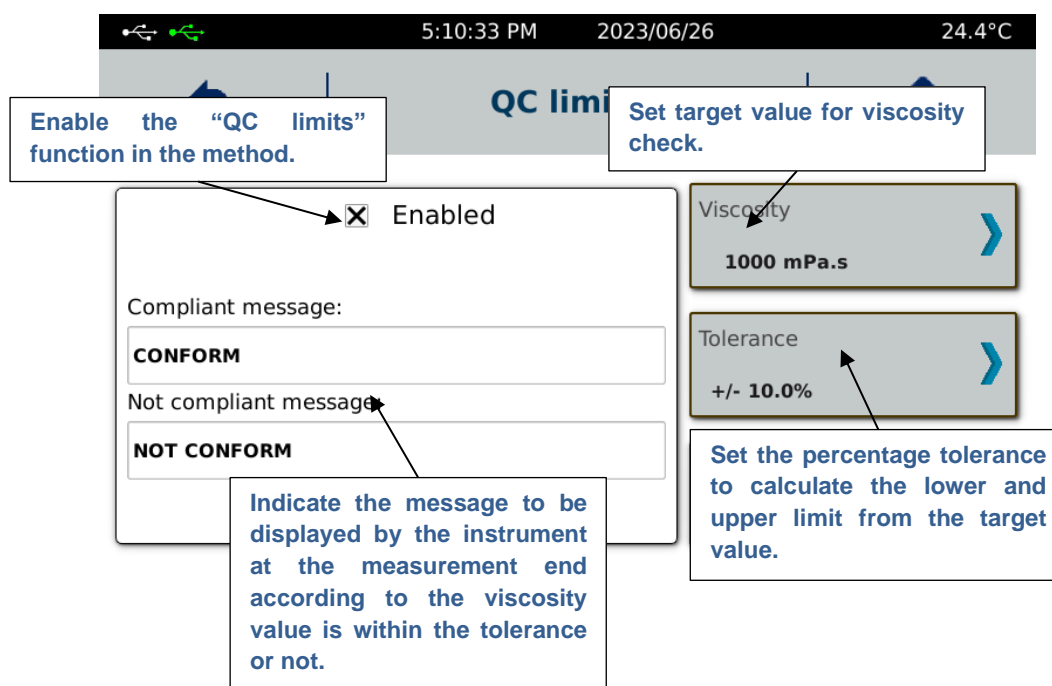 5:10:33 PM 2023/06/26 24.4°C
QC limi
Enable the “QC limits”
function in the method.
Set target value for viscosity
check.
Enabled
Viscosity
1000 mPa.s
Compliant message:
CONFORM
Tolerance
+/- 10.0%
Not compliant message:
NOT CONFORM
Set the percentage tolerance
to calculate the lower and
upper limit from the target
value.
Indicate the message to be
displayed by the instrument
at the measurement end
according to the viscosity
value is within the tolerance
or not.